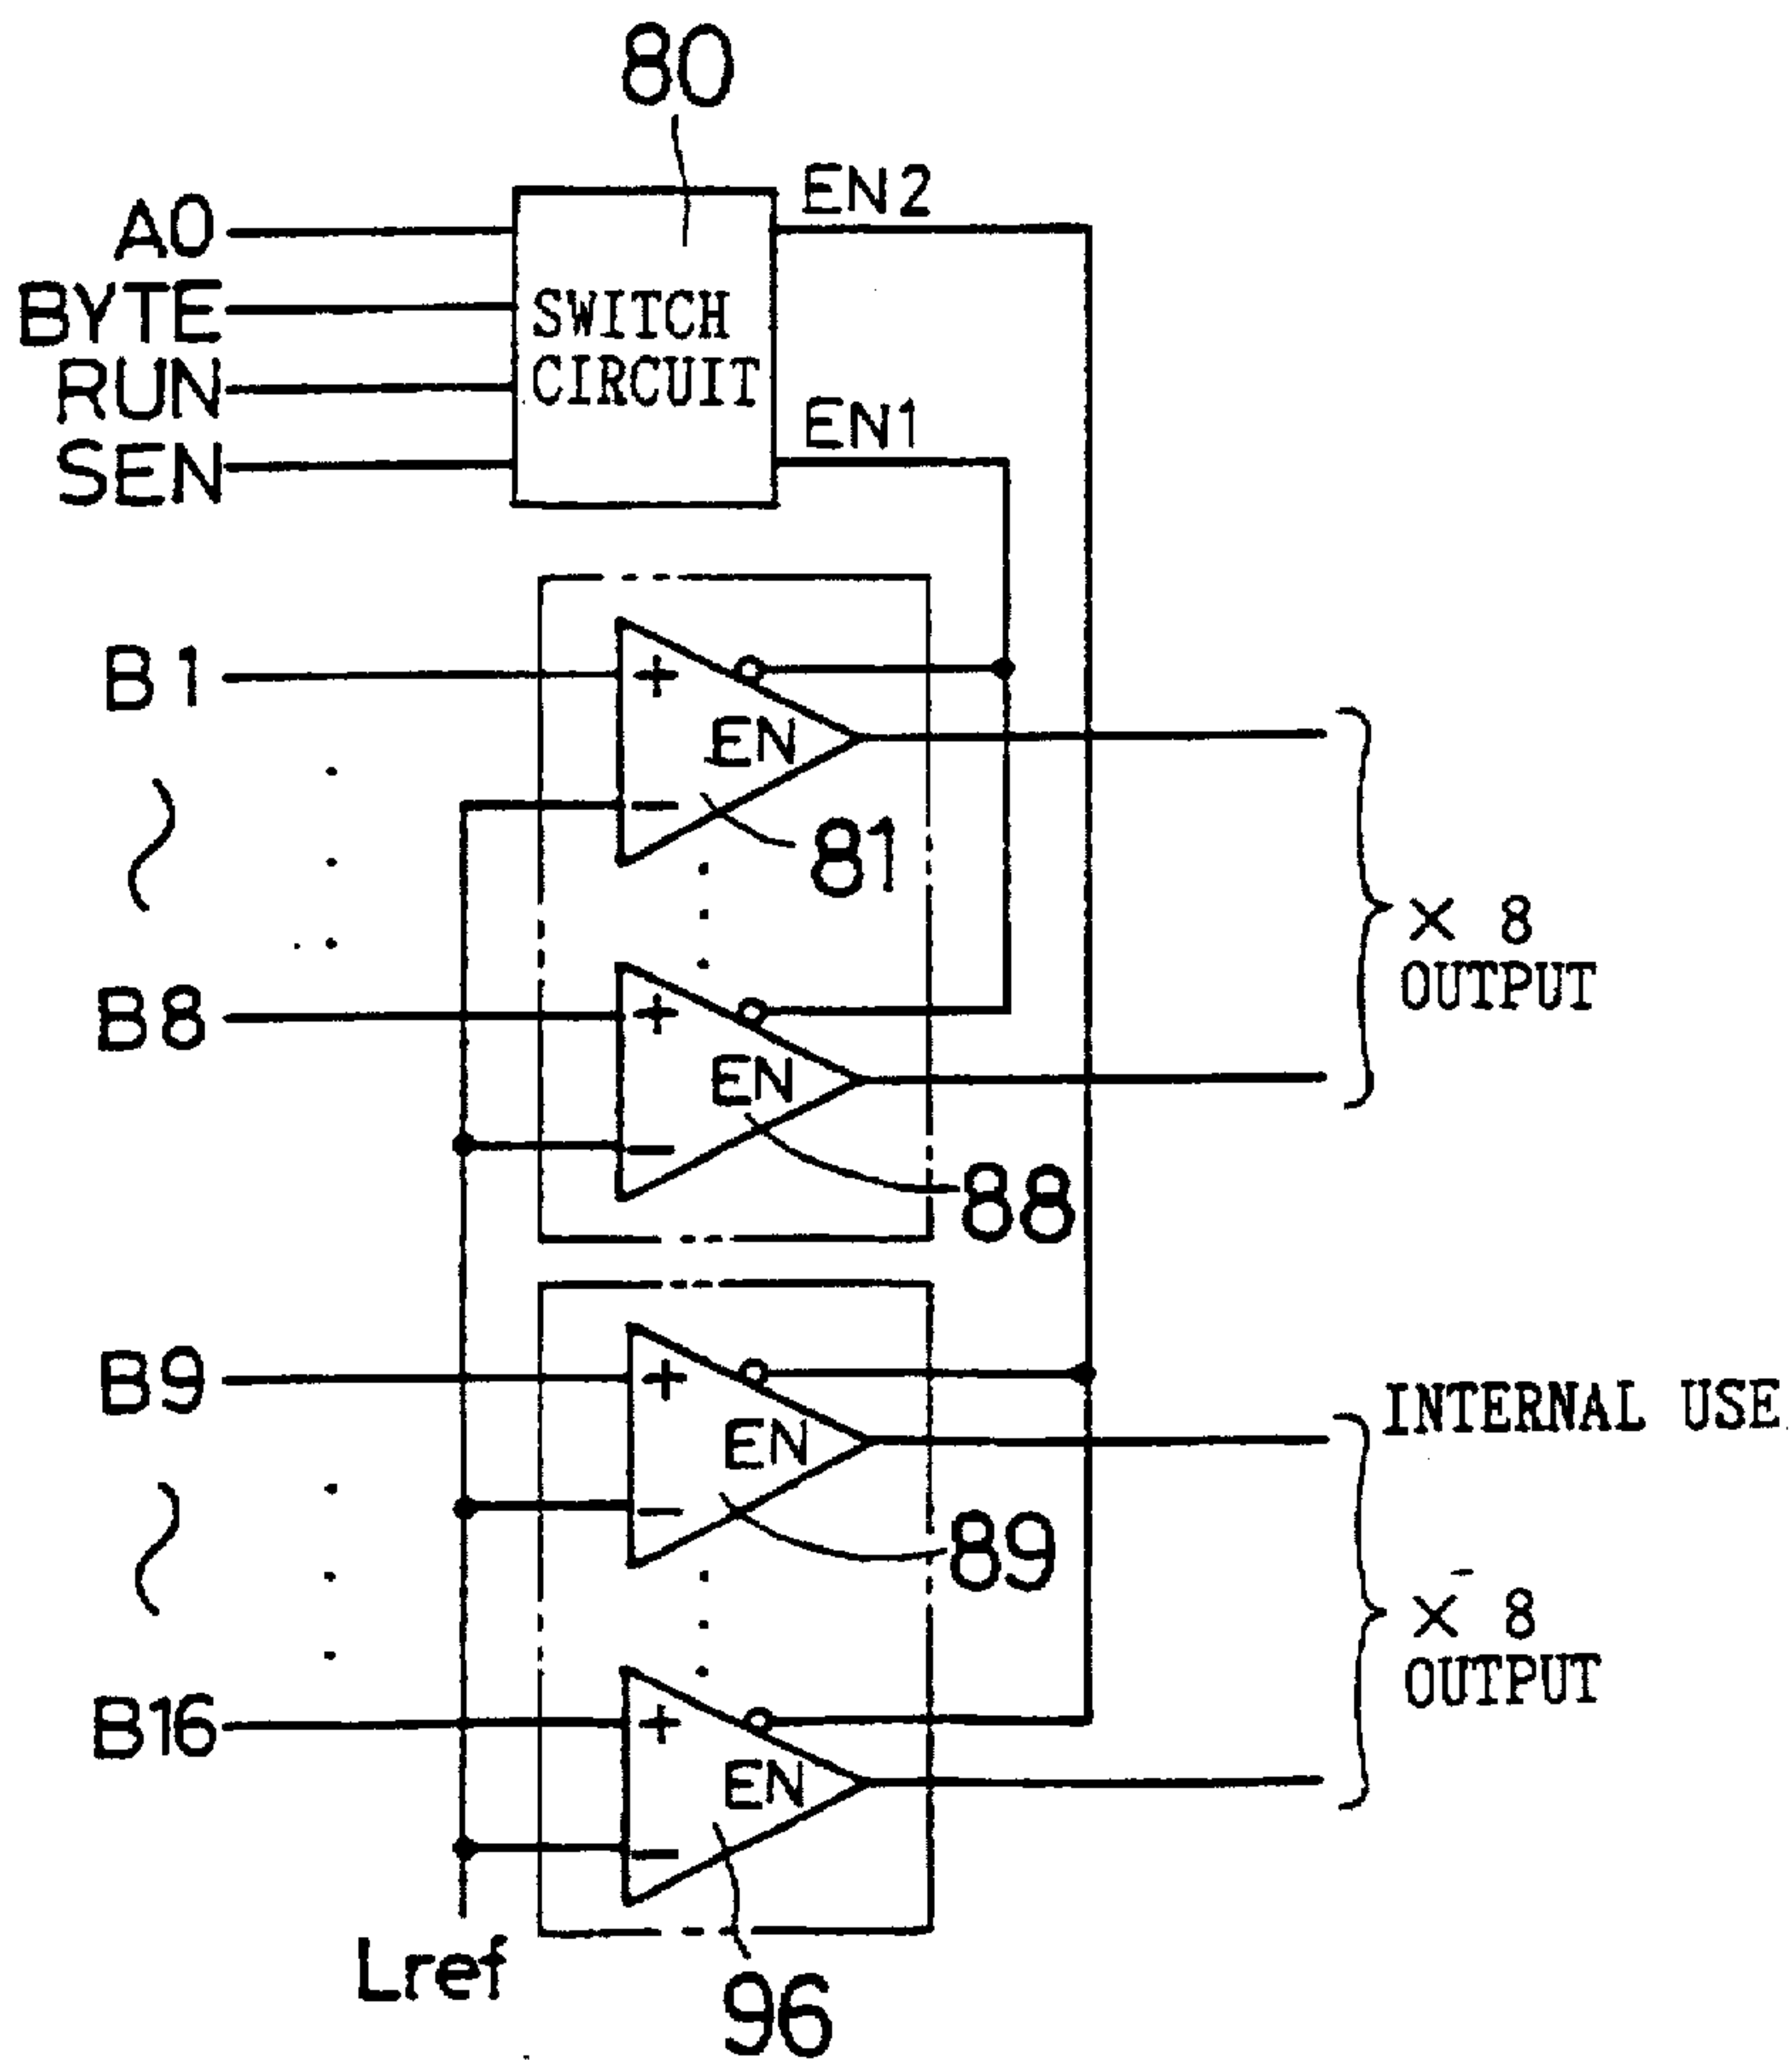 80
A0
BYTE
RUN
SEN
SWITCH
CIRCUIT
EN2
EN1
B1
+
EN
−
81
B8
+
EN
−
88
× 8
OUTPUT
B9
+
EN
−
89
INTERNAL USE
× 8
OUTPUT
B16
+
EN
−
96
Lref